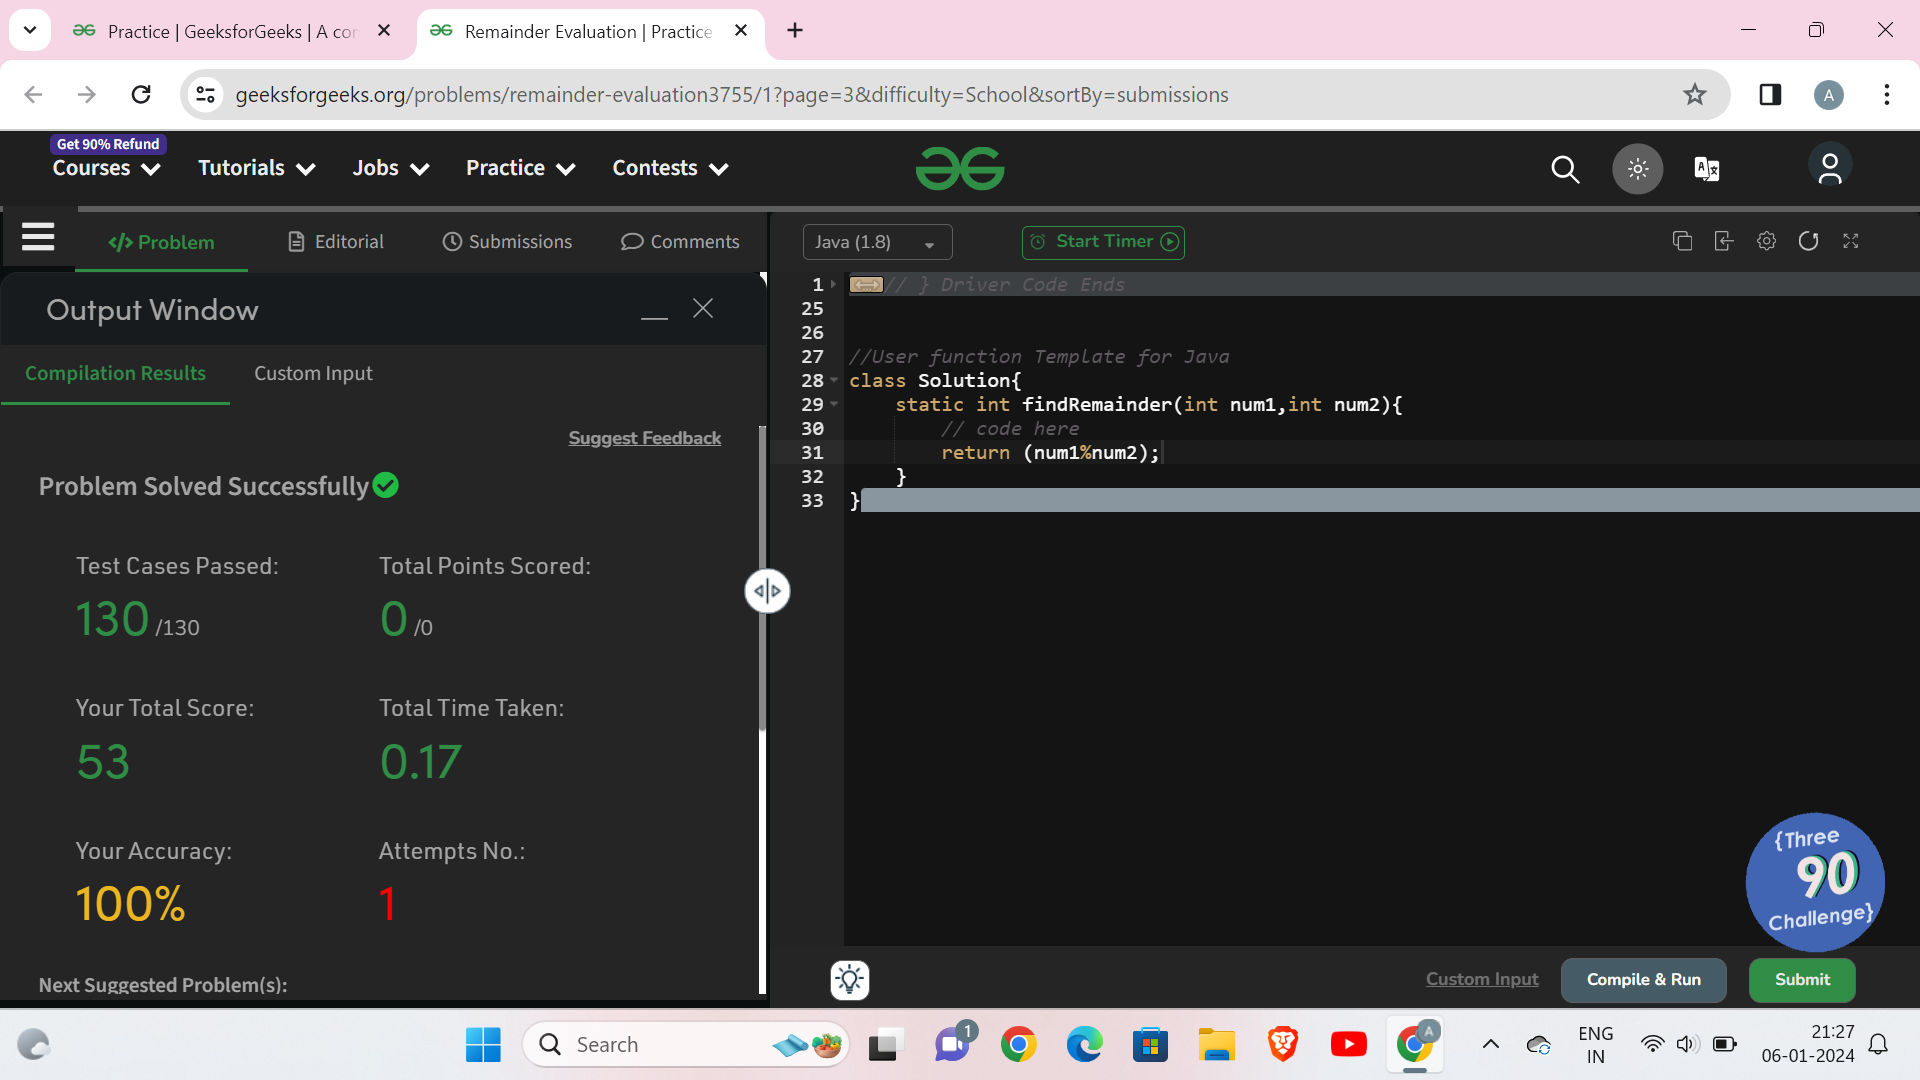 Practice | GeeksforGeeks | A co
Remainder Evaluation | Practice
geeksforgeeks.org/problems/remainder-evaluation3755/1?page=3&difficulty=School&sortBy=submissions
A
Get 90% Refund
Courses
Tutorials
Jobs
Practice
Contests
Problem
Editorial
Submissions
Comments
Java (1.8)
Start Timer
Output Window
Compilation Results
Custom Input
Suggest Feedback
Problem Solved Successfully
Test Cases Passed:
130 /130
Total Points Scored:
0 /0
Your Total Score:
53
Total Time Taken:
0.17
Your Accuracy:
100%
Attempts No.:
1
Next Suggested Problem(s):
1 // } Driver Code Ends
25
26
27 //User function Template for Java
28 class Solution{
29 static int findRemainder(int num1,int num2){
30 // code here
31 return (num1%num2);
32 }
33 }
{Three
90
Challenge}
Custom Input
Compile & Run
Submit
Search
1
A
ENG
IN
21:27
06-01-2024